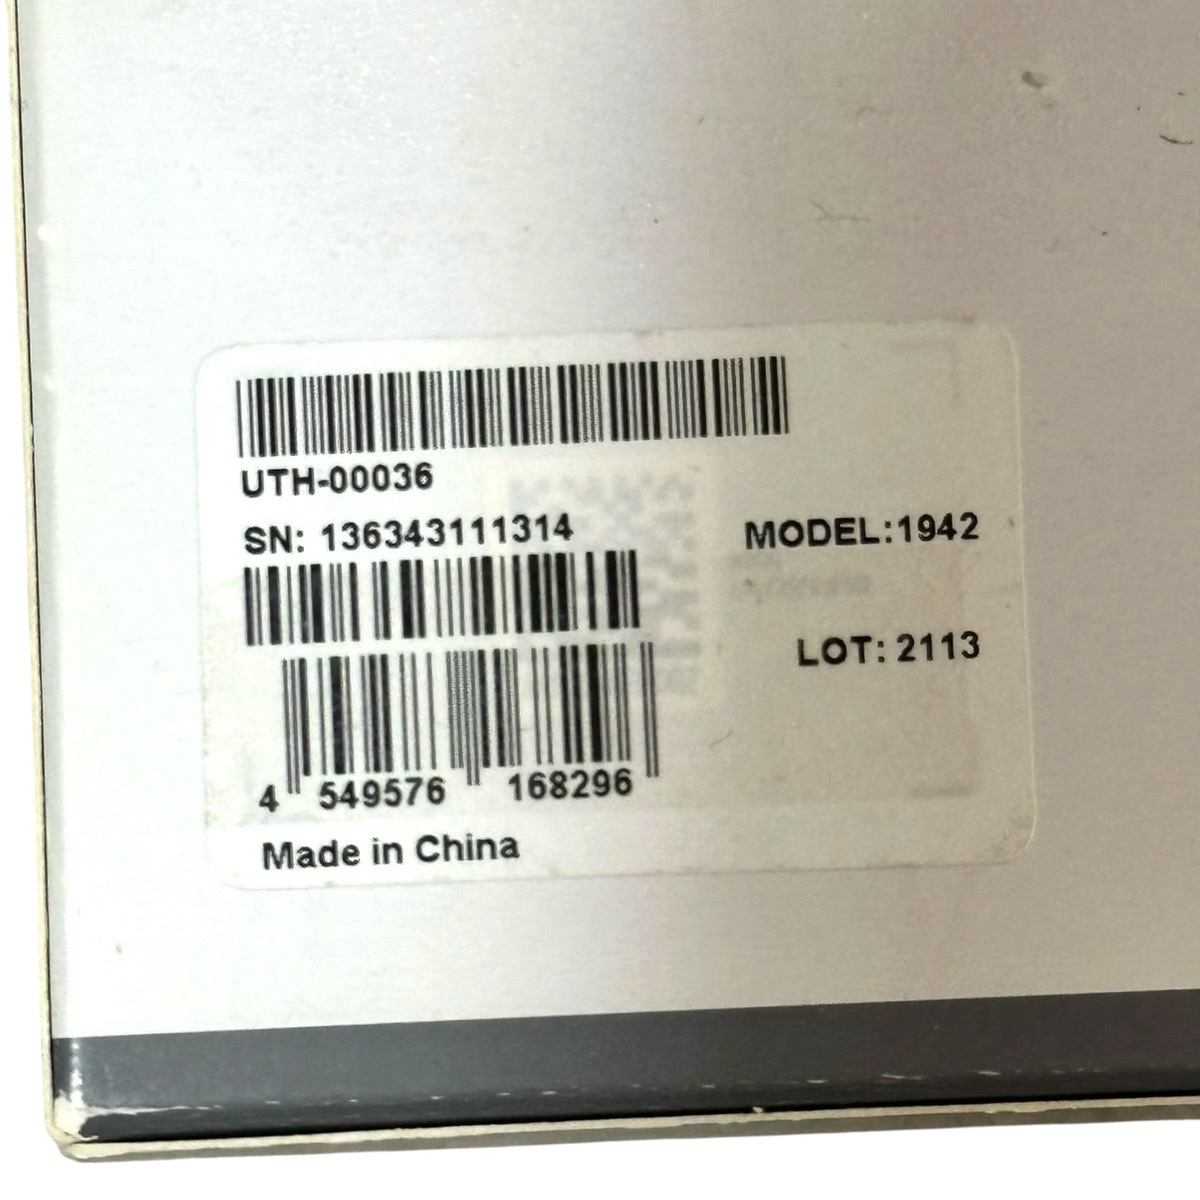 UTH-00036
SN: 136343111314
MODEL:1942
LOT: 2113
4 549576 168296
Made in China